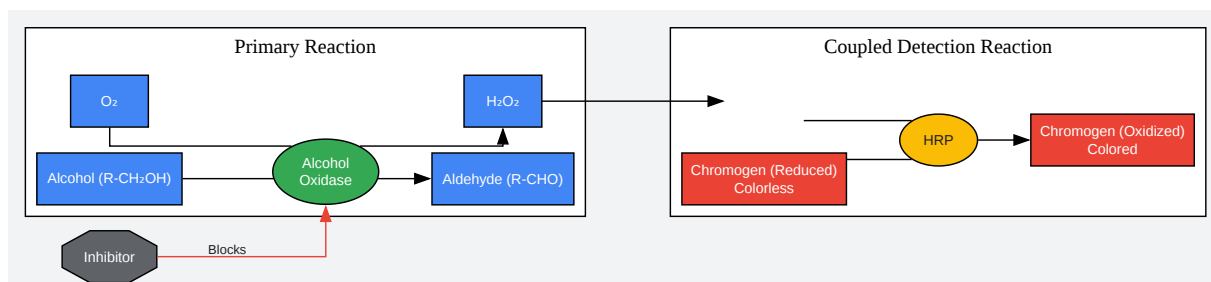 Primary Reaction
O₂
H₂O₂
Alcohol (R-CH₂OH)
Alcohol
Oxidase
Aldehyde (R-CHO)
Inhibitor
Blocks
Coupled Detection Reaction
HRP
Chromogen (Reduced)
Colorless
Chromogen (Oxidized)
Colored